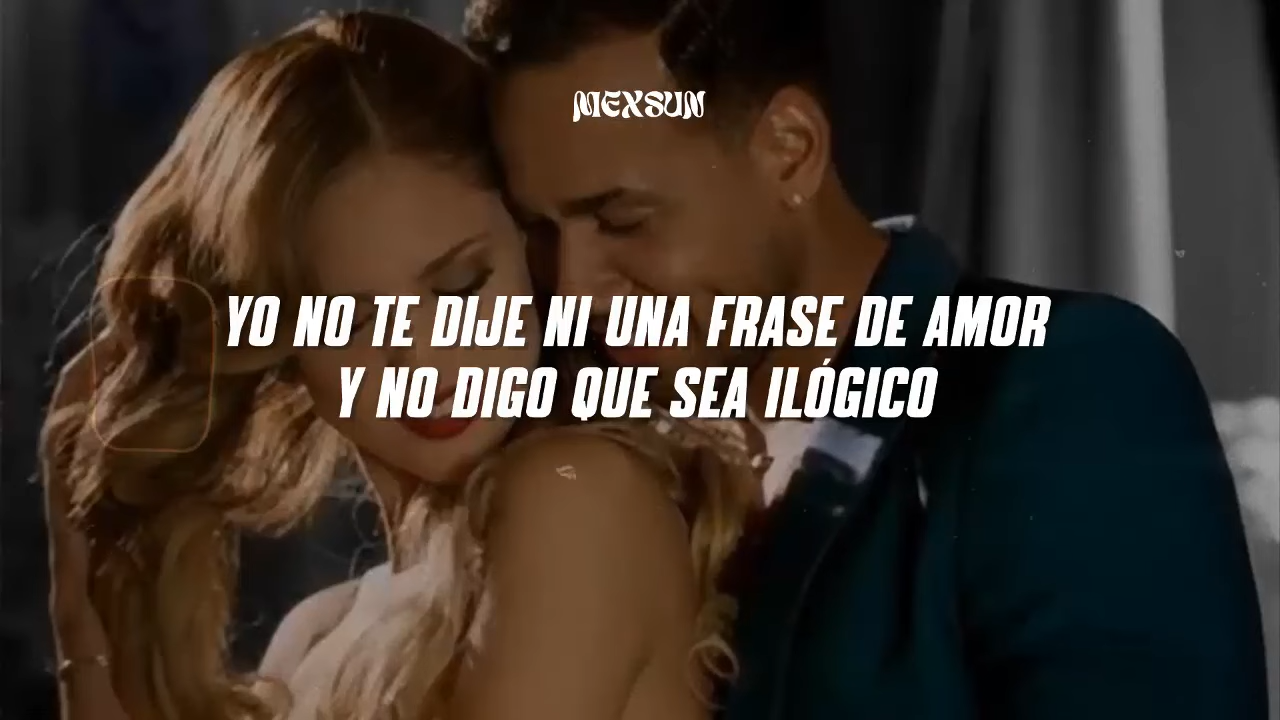 MEXSUN
YO NO TE DIJE NI UNA FRASE DE AMOR
Y NO DIGO QUE SEA ILÓGICO